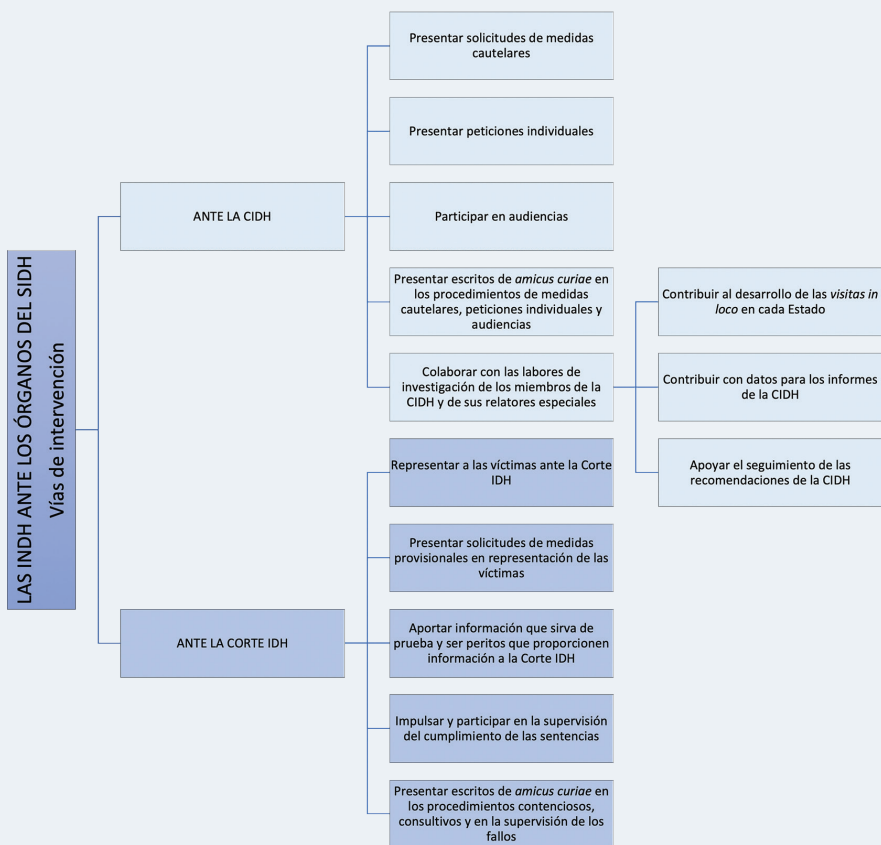 LAS INDH ANTE LOS ÓRGANOS DEL SIDH
Vías de intervención
ANTE LA CIDH
Presentar solicitudes de medidas
cautelares
Presentar peticiones individuales
Participar en audiencias
Presentar escritos de amicus curiae en
los procedimientos de medidas
cautelares, peticiones individuales y
audiencias
Colaborar con las labores de
investigación de los miembros de la
CIDH y de sus relatores especiales
Contribuir al desarrollo de las visitas in
loco en cada Estado
Contribuir con datos para los informes
de la CIDH
Apoyar el seguimiento de las
recomendaciones de la CIDH
ANTE LA CORTE IDH
Representar a las víctimas ante la Corte
IDH
Presentar solicitudes de medidas
provisionales en representación de las
víctimas
Aportar información que sirva de
prueba y ser peritos que proporcionen
información a la Corte IDH
Impulsar y participar en la supervisión
del cumplimiento de las sentencias
Presentar escritos de amicus curiae en
los procedimientos contenciosos,
consultivos y en la supervisión de los
fallos